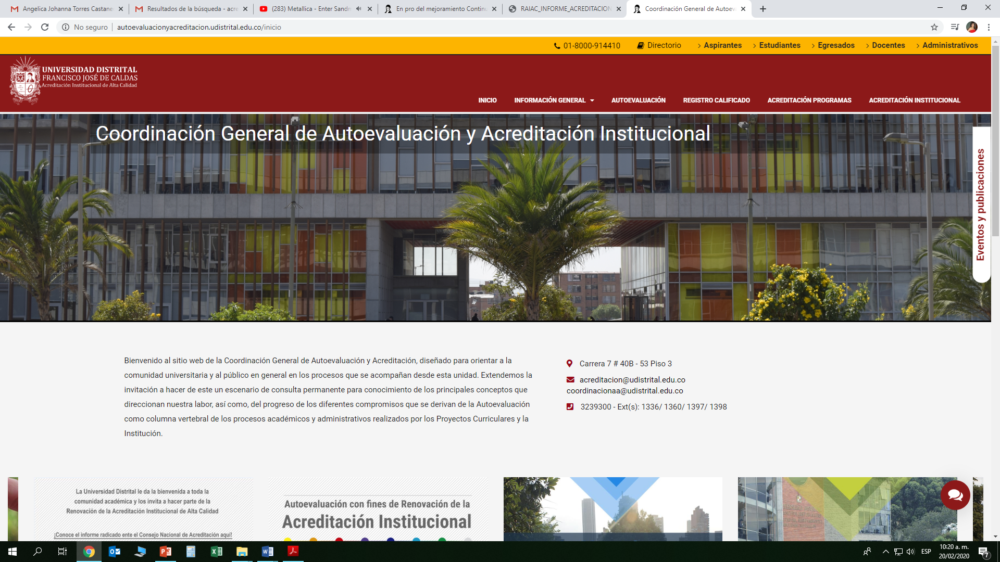 Angelica Johanna Torres Castane
Resultados de la búsqueda - acre
(283) Metallica - Enter Sandm
En pro del mejoramiento Continu
RAIAC_INFORME_ACREDITACION
Coordinación General de Autoev
No seguro
autoevaluacionyacreditacion.udistrital.edu.co/inicio
01-8000-914410
Directorio
Aspirantes
Estudiantes
Egresados
Docentes
Administrativos
UNIVERSIDAD DISTRITAL
FRANCISCO JOSÉ DE CALDAS
Acreditación Institucional de Alta Calidad
INICIO
INFORMACIÓN GENERAL
AUTOEVALUACIÓN
REGISTRO CALIFICADO
ACREDITACIÓN PROGRAMAS
ACREDITACIÓN INSTITUCIONAL
Coordinación General de Autoevaluación y Acreditación Institucional
Eventos y publicaciones
Bienvenido al sitio web de la Coordinación General de Autoevaluación y Acreditación, diseñado para orientar a la
comunidad universitaria y al público en general en los procesos que se acompañan desde esta unidad. Extendemos la
invitación a hacer de este un escenario de consulta permanente para conocimiento de los principales conceptos que
direccionan nuestra labor, así como, del progreso de los diferentes compromisos que se derivan de la Autoevaluación
como columna vertebral de los procesos académicos y administrativos realizados por los Proyectos Curriculares y la
Institución.
Carrera 7 # 40B - 53 Piso 3
acreditacion@udistrital.edu.co
coordinacionaa@udistrital.edu.co
3239300 - Ext(s): 1336/ 1360/ 1397/ 1398
La Universidad Distrital le da la bienvenida a toda la
comunidad académica y los invita a hacer parte de la
Renovación de la Acreditación Institucional de Alta Calidad
¡Conoce el informe radicado ente el Consejo Nacional de Acreditación aquí!
Autoevaluación con fines de Renovación de la
Acreditación Institucional
ESP
10:20 a. m.
20/02/2020
7